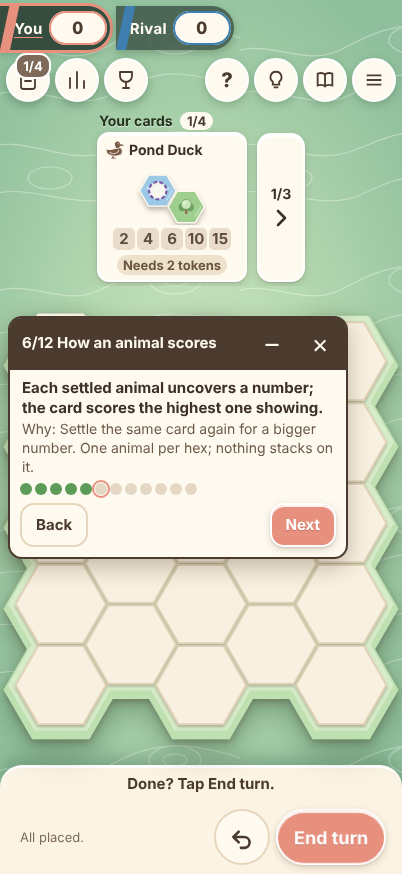 You 0 Rival 0
1/4
?
Your cards 1/4
Pond Duck
1/3
2 4 6 10 15
Needs 2 tokens
6/12 How an animal scores
Each settled animal uncovers a number;
the card scores the highest one showing.
Why: Settle the same card again for a bigger
number. One animal per hex; nothing stacks on
it.
Back Next
Done? Tap End turn.
All placed.
End turn